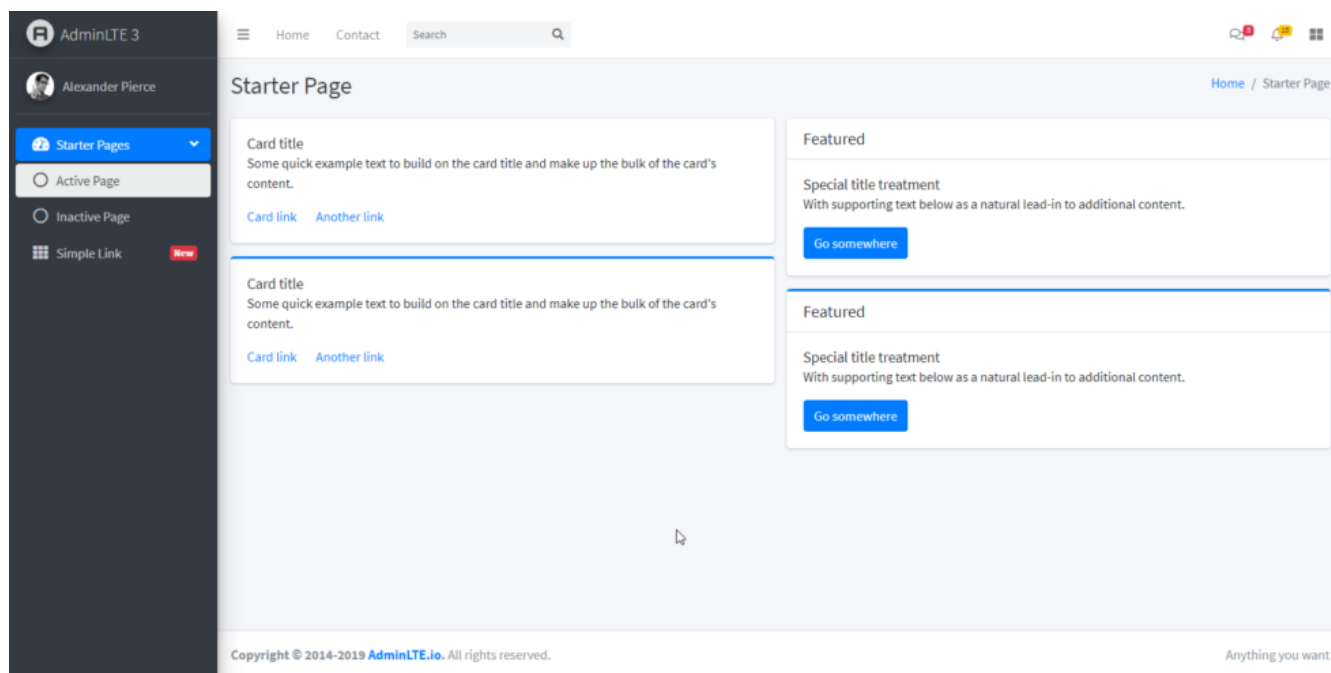 AdminLTE 3
Home Contact Search
Alexander Pierce
Starter Page
Home / Starter Page
Starter Pages
Active Page
Inactive Page
Simple Link New
Card title
Some quick example text to build on the card title and make up the bulk of the card's
content.
Card link Another link
Card title
Some quick example text to build on the card title and make up the bulk of the card's
content.
Card link Another link
Featured
Special title treatment
With supporting text below as a natural lead-in to additional content.
Go somewhere
Featured
Special title treatment
With supporting text below as a natural lead-in to additional content.
Go somewhere
Copyright © 2014-2019 AdminLTE.io. All rights reserved.
Anything you want